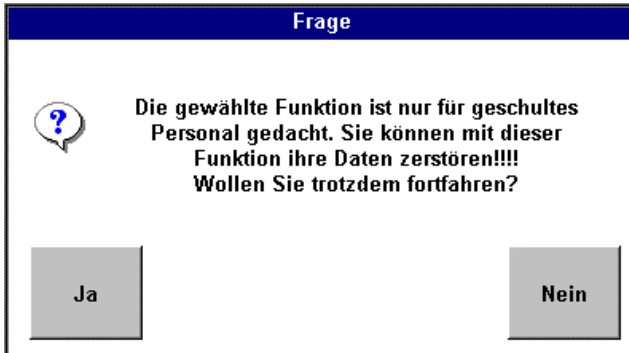 Frage
?
Die gewählte Funktion ist nur für geschultes
Personal gedacht. Sie können mit dieser
Funktion ihre Daten zerstören!!!!
Wollen Sie trotzdem fortfahren?
Ja
Nein